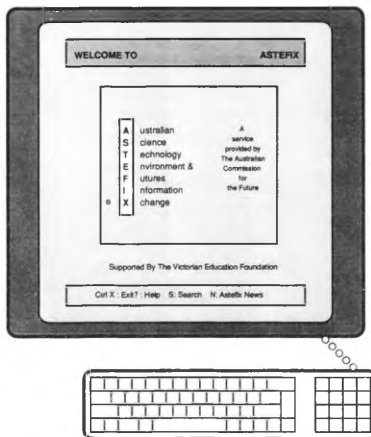 WELCOME TO ASTEFIX
A ustralian
S cience
T echnology
E nvironment &
F utures
I nformation
X change
A
service
provided by
The Australian
Commission
for
the Future
Supported By The Victorian Education Foundation
Ctrl X : Exit? : Help S: Search N: Astefix News